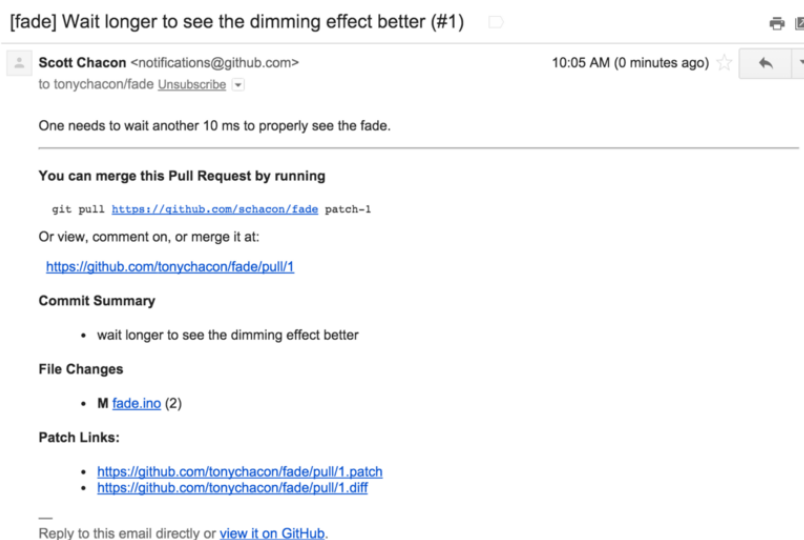 [fade] Wait longer to see the dimming effect better (#1)
Scott Chacon <notifications@github.com>
10:05 AM (0 minutes ago)
to tonychacon/fade Unsubscribe
One needs to wait another 10 ms to properly see the fade.
You can merge this Pull Request by running
git pull https://github.com/schacon/fade patch-1
Or view, comment on, or merge it at:
https://github.com/tonychacon/fade/pull/1
Commit Summary
• wait longer to see the dimming effect better
File Changes
• M fade.ino (2)
Patch Links:
• https://github.com/tonychacon/fade/pull/1.patch
• https://github.com/tonychacon/fade/pull/1.diff
—
Reply to this email directly or view it on GitHub.